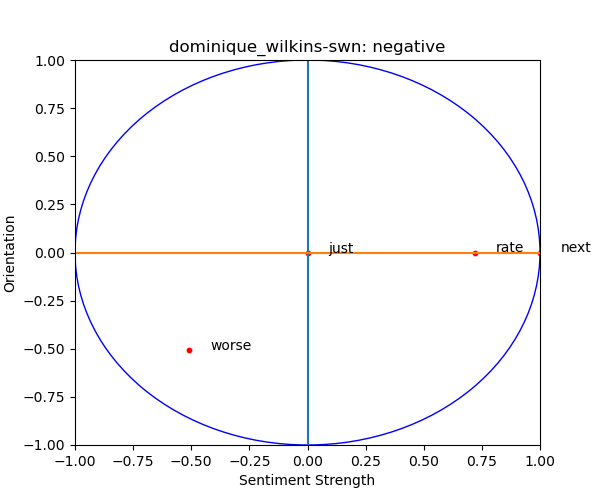 dominique_wilkins-swn: negative
1.00
0.75
0.50
0.25
0.00
−0.25
−0.50
−0.75
−1.00
Orientation
just
rate
next
worse
−1.00 −0.75 −0.50 −0.25 0.00 0.25 0.50 0.75 1.00
Sentiment Strength